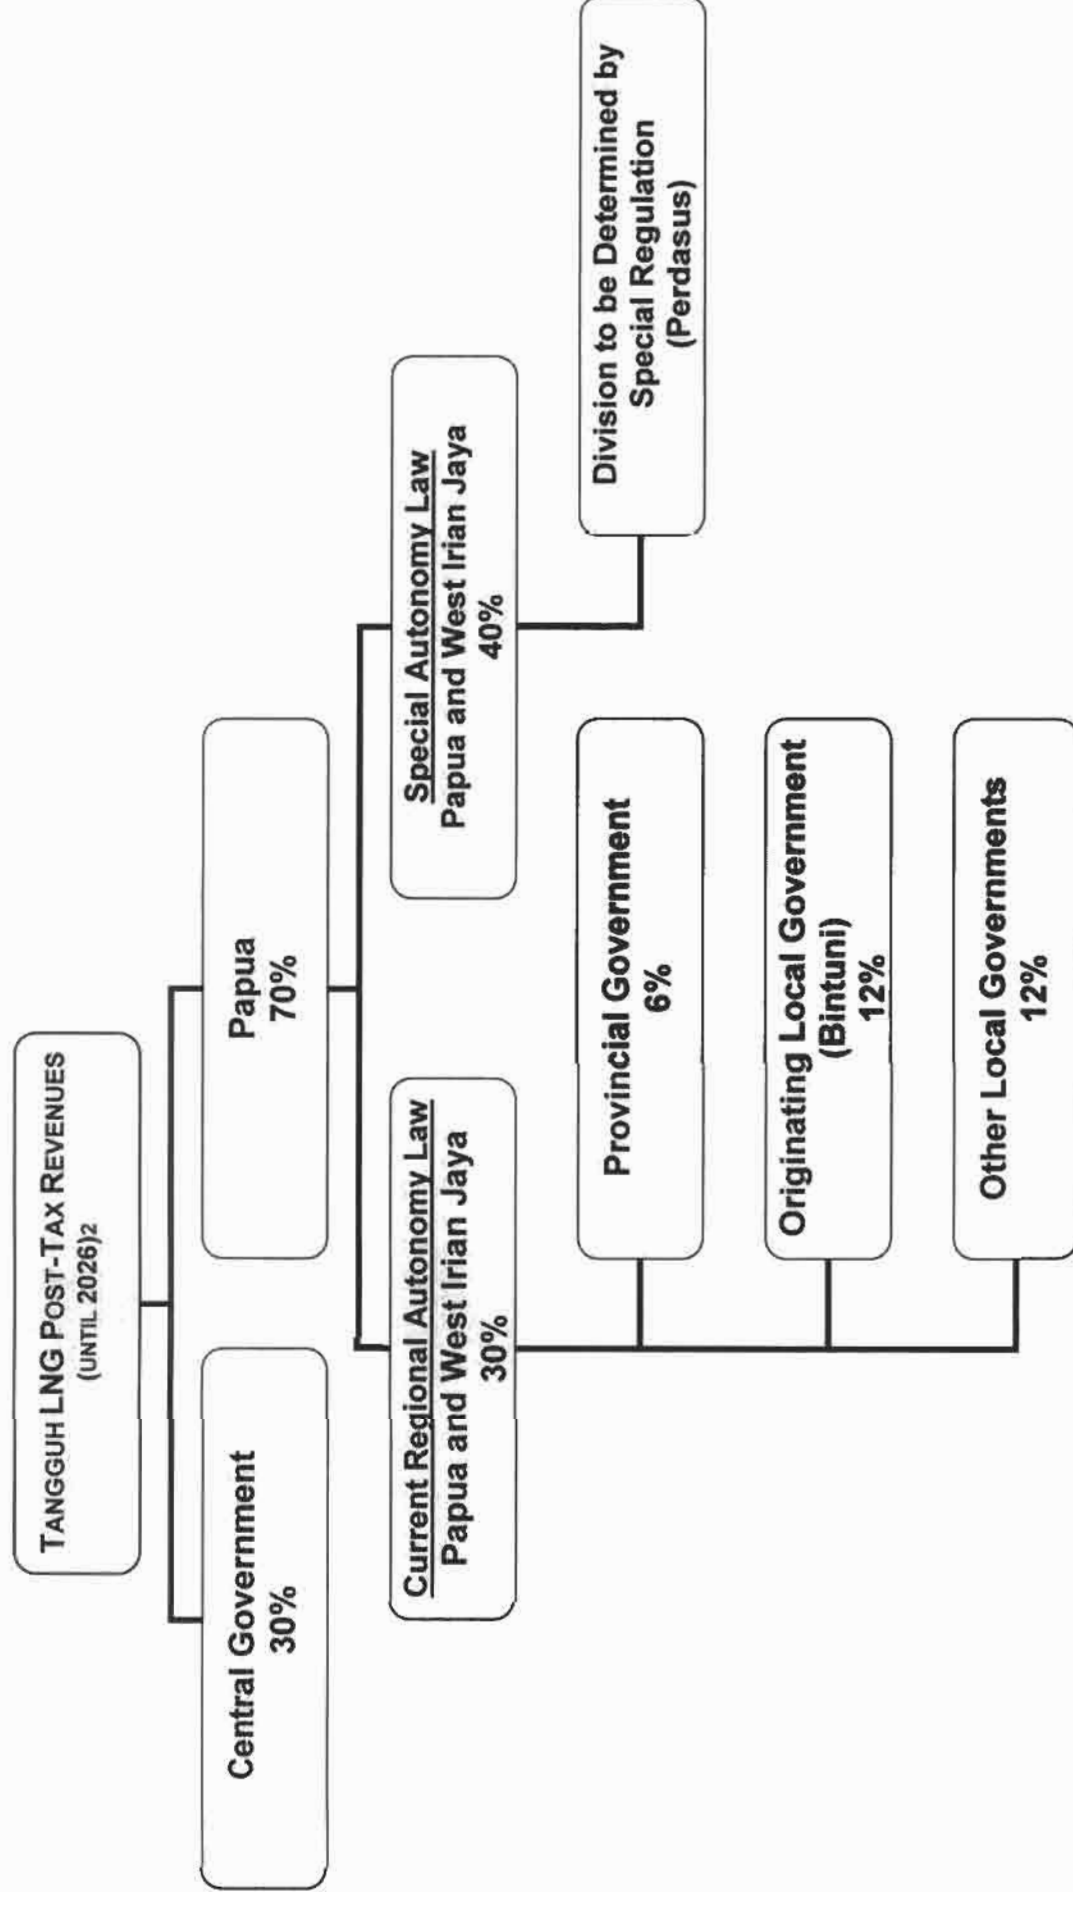 TANGGUH LNG POST-TAX REVENUES
(UNTIL 2026)2
Central Government
30%
Papua
70%
Current Regional Autonomy Law
Papua and West Irian Jaya
30%
Special Autonomy Law
Papua and West Irian Jaya
40%
Provincial Government
6%
Originating Local Government
(Bintuni)
12%
Other Local Governments
12%
Division to be Determined by
Special Regulation
(Perdasus)